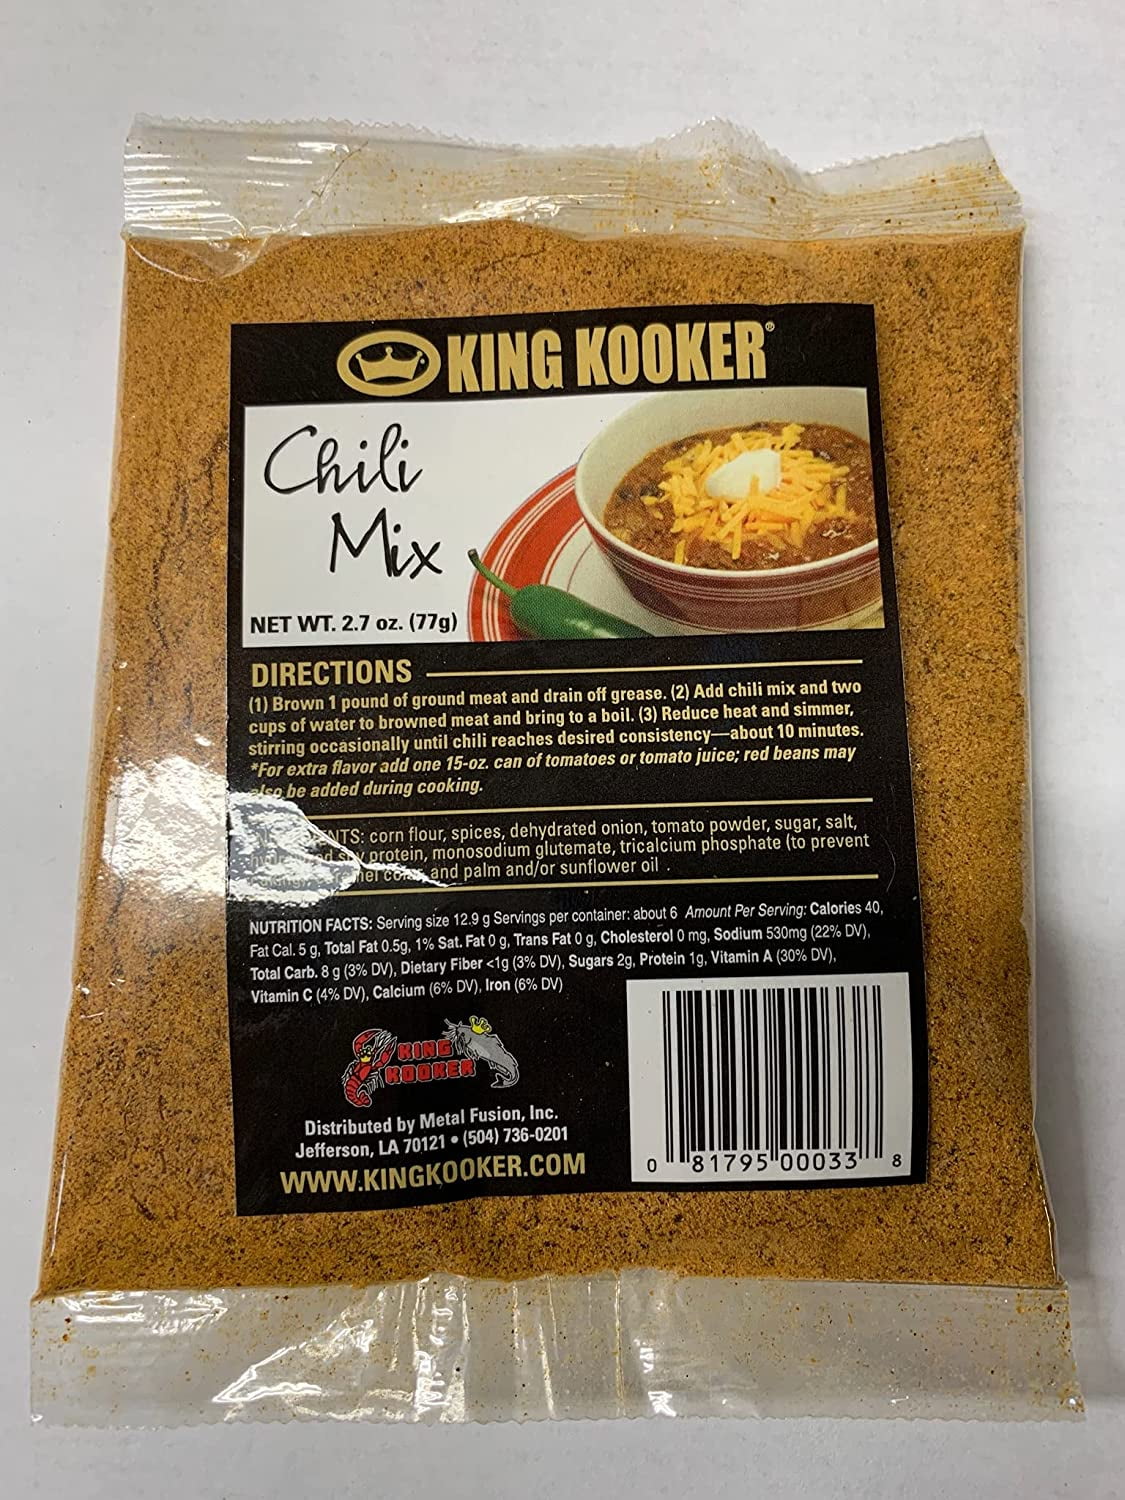 KING KOOKER®
Chili
Mix
NET WT. 2.7 oz. (77g)
DIRECTIONS
(1) Brown 1 pound of ground meat and drain off grease. (2) Add chili mix and two
cups of water to browned meat and bring to a boil. (3) Reduce heat and simmer,
stirring occasionally until chili reaches desired consistency—about 10 minutes.
*For extra flavor add one 15-oz. can of tomatoes or tomato juice; red beans may
also be added during cooking.
corn flour, spices, dehydrated onion, tomato powder, sugar, salt,
soy protein, monosodium glutemate, tricalcium phosphate (to prevent
and palm and/or sunflower oil .
NUTRITION FACTS: Serving size 12.9 g Servings per container: about 6 Amount Per Serving: Calories 40,
Fat Cal. 5 g, Total Fat 0.5g, 1% Sat. Fat 0 g, Trans Fat 0 g, Cholesterol 0 mg, Sodium 530mg (22% DV),
Total Carb. 8 g (3% DV), Dietary Fiber <1g (3% DV), Sugars 2g, Protein 1g, Vitamin A (30% DV),
Vitamin C (4% DV), Calcium (6% DV), Iron (6% DV)
KING
KOOKER
Distributed by Metal Fusion, Inc.
Jefferson, LA 70121 • (504) 736-0201
WWW.KINGKOOKER.COM
0 81795 00033 8